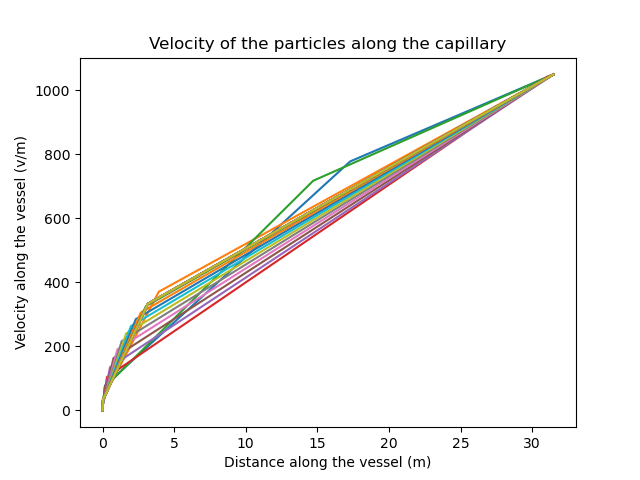 Velocity of the particles along the capillary
Velocity along the vessel (v/m)
1000
800
600
400
200
0
0 5 10 15 20 25 30
Distance along the vessel (m)